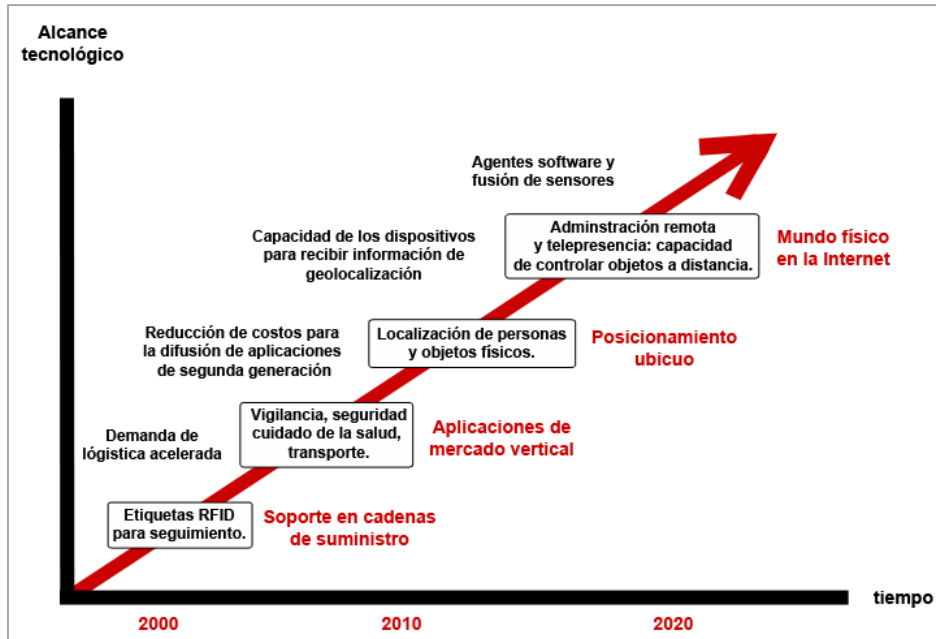 Alcance
tecnológico
Agentes software y
fusión de sensores
Adminstración remota
y telepresencia: capacidad
de controlar objetos a distancia.
Mundo físico
en la Internet
Capacidad de los dispositivos
para recibir información de
geolocalización
Localización de personas
y objetos físicos.
Posicionamiento
ubicuo
Reducción de costos para
la difusión de aplicaciones
de segunda generación
Vigilancia, seguridad
cuidado de la salud,
transporte.
Aplicaciones de
mercado vertical
Demanda de
lógistica acelerada
Etiquetas RFID
para seguimiento.
Soporte en cadenas
de suministro
tiempo
2000
2010
2020